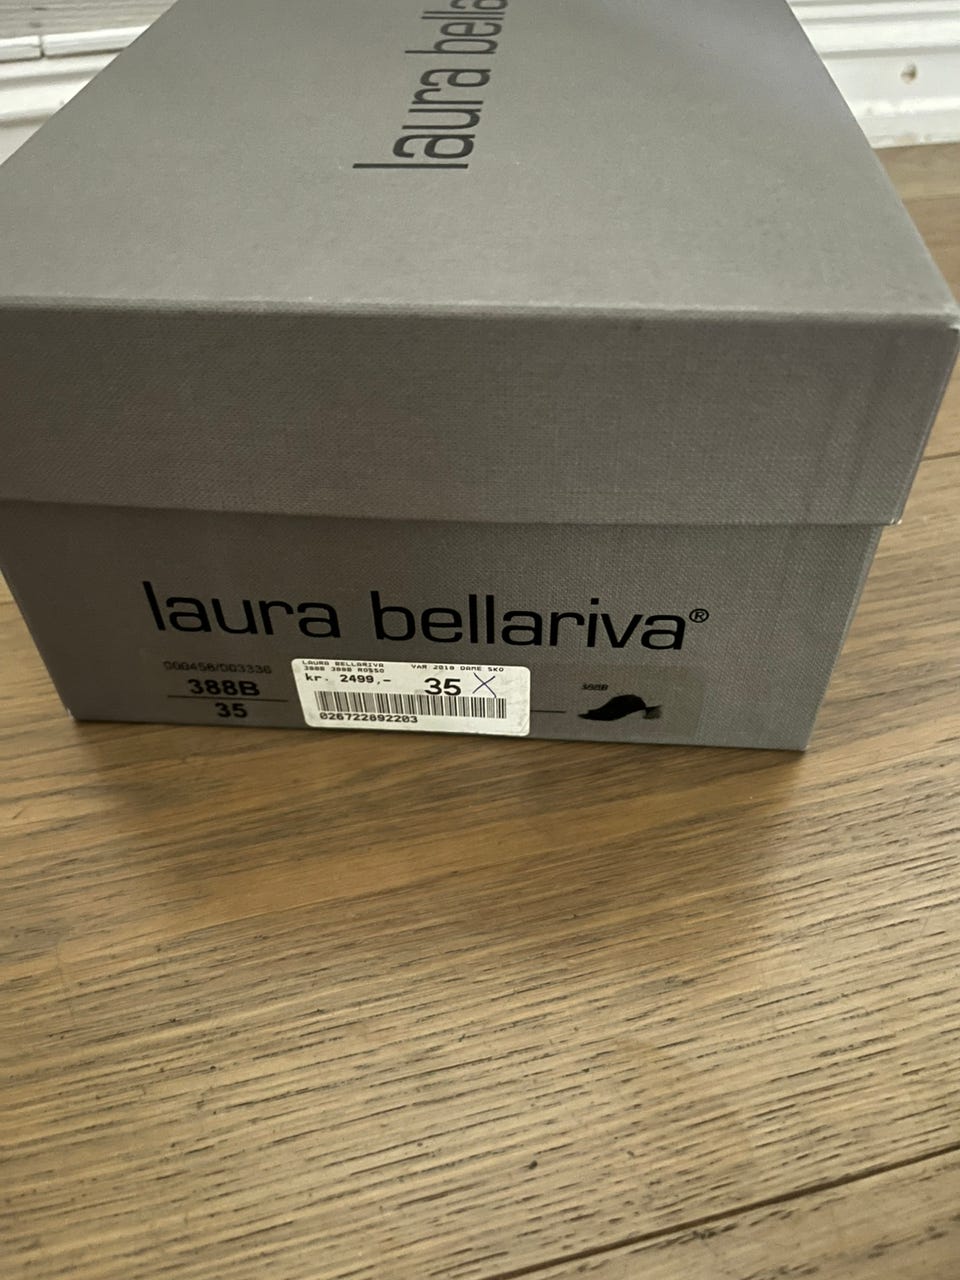 laura bella
laura bellariva®
000458/003336
388B
35
LAURA BELLARIVA VAR 2010 DAME SKO
388B 388B ROSSO
kr. 2499,- 35 X
026722892203
388B